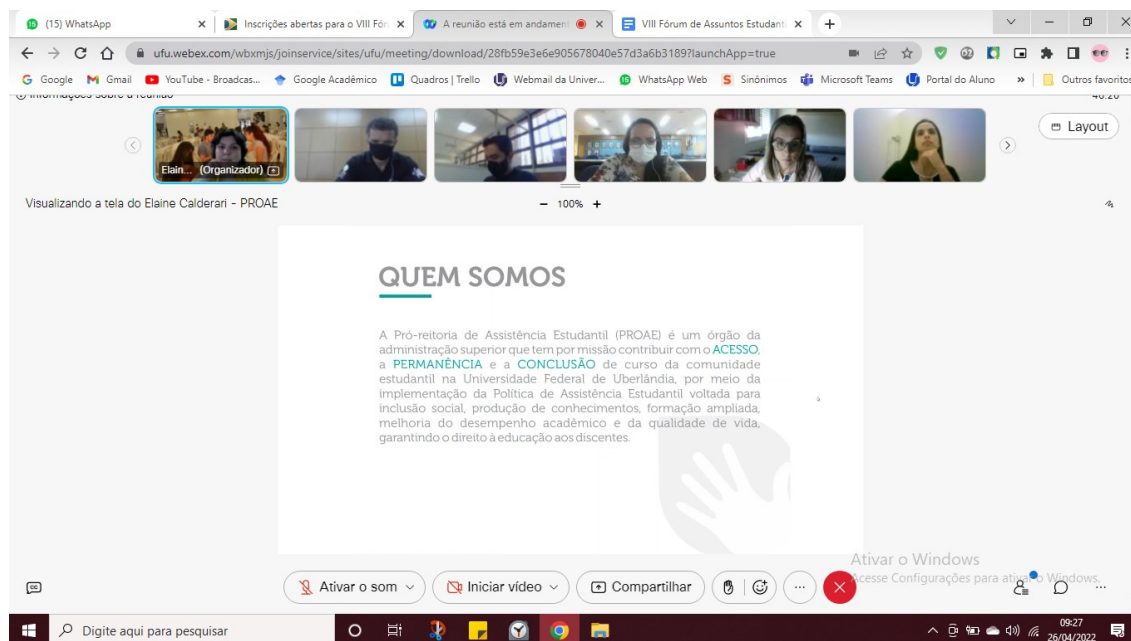 (15) WhatsApp
Inscrições abertas para o VIII Fór
A reunião está em andament
VIII Fórum de Assuntos Estudant
ufu.webex.com/wbxmjs/joinservice/sites/ufu/meeting/download/28fb59e3e6e905678040e57d3a6b3189?launchApp=true
Google
Gmail
YouTube - Broadcas...
Google Acadêmico
Quadros | Trello
Webmail da Univer...
WhatsApp Web
Sinônimos
Microsoft Teams
Portal do Aluno
»
Outros favoritos
Informações sobre a reunião
Layout
Elain... (Organizador)
Visualizando a tela do Elaine Calderari - PROAE
− 100% +
QUEM SOMOS
A Pró-reitoria de Assistência Estudantil (PROAE) é um órgão da
administração superior que tem por missão contribuir com o ACESSO,
a PERMANÊNCIA e a CONCLUSÃO de curso da comunidade
estudantil na Universidade Federal de Uberlândia, por meio da
implementação da Política de Assistência Estudantil voltada para
inclusão social, produção de conhecimentos, formação ampliada,
melhoria do desempenho acadêmico e da qualidade de vida,
garantindo o direito à educação aos discentes.
Ativar o Windows
Acesse Configurações para ativar o Windows.
Ativar o som
Iniciar vídeo
Compartilhar
Digite aqui para pesquisar
09:27
26/04/2022